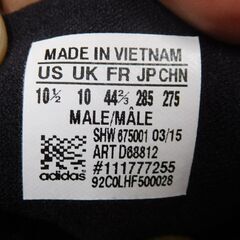 MADE IN VIETNAM
US UK FR JP CHN
10½ 10 44⅔ 285 275
MALE/MÂLE
SHW 675001 03/15
ART D68812
#111777255
92C0LHF500028
adidas